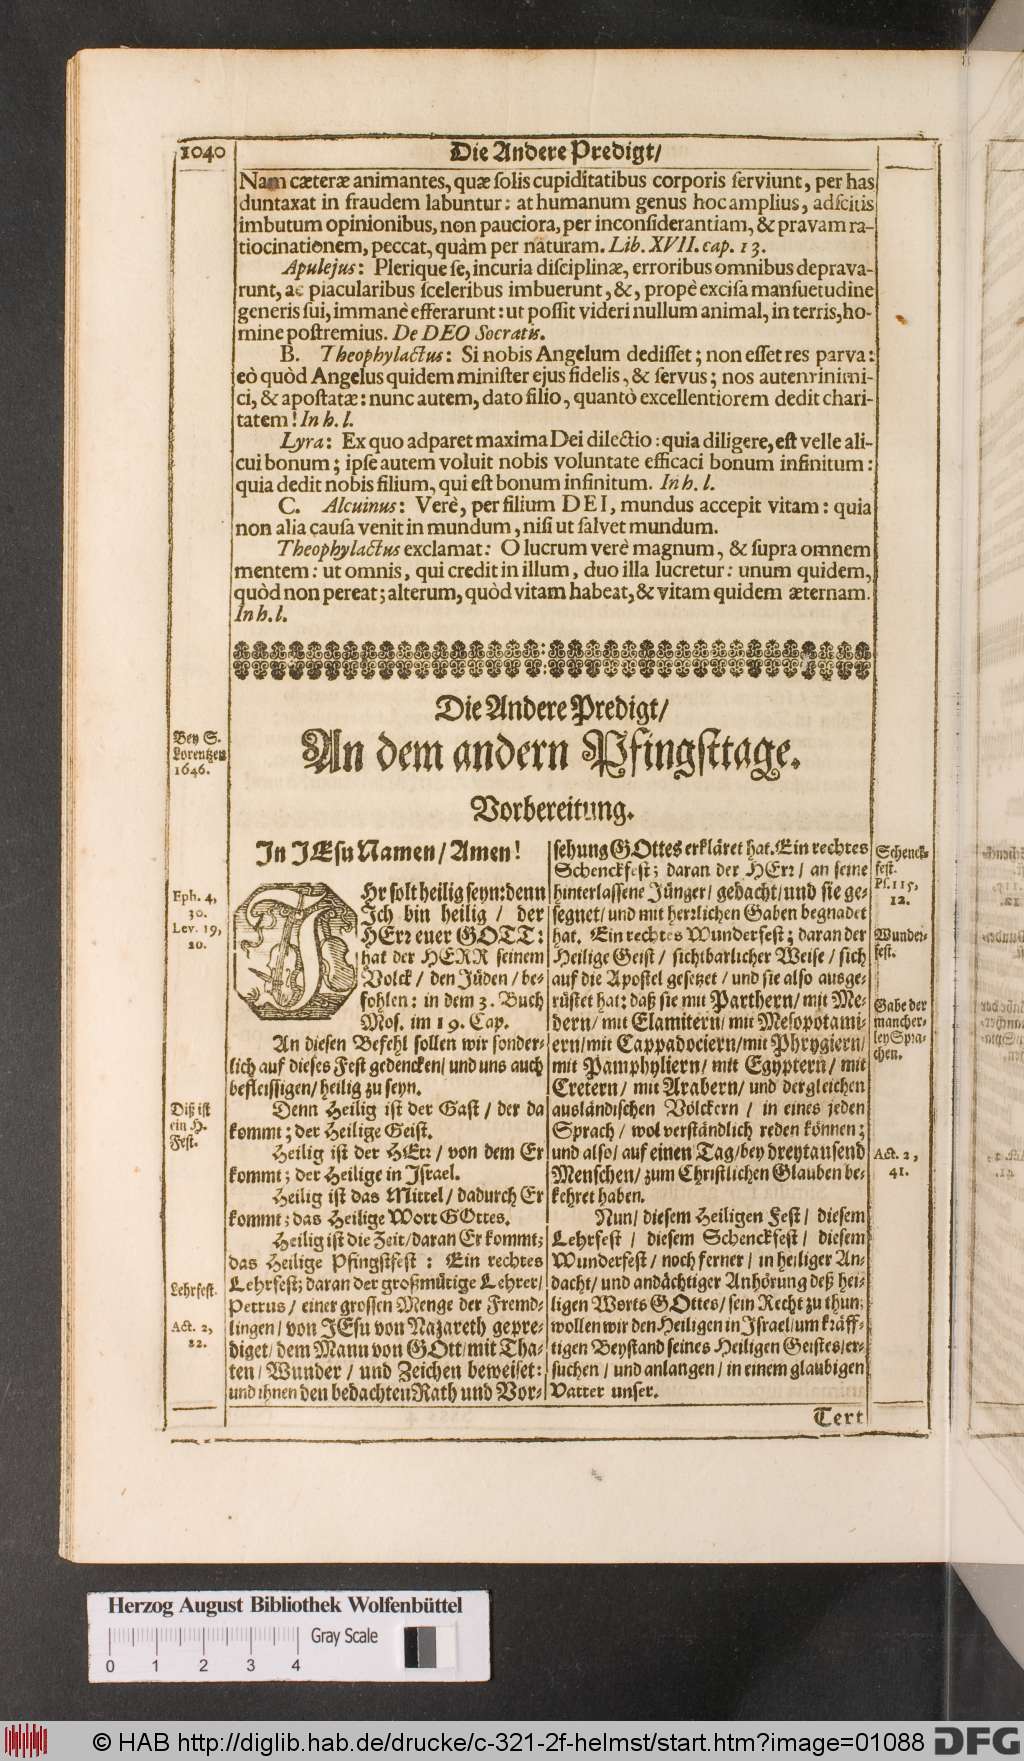 1040
Die Andere Predigt/
Nam cæteræ animantes, quæ solis cupiditatibus corporis serviunt, per has
duntaxat in fraudem labuntur: at humanum genus hoc amplius, adscitis
imbutum opinionibus, non pauciora, per inconsiderantiam, & pravam ra-
tiocinationem, peccat, quàm per naturam. Lib. XVII. cap. 13.
Apulejus: Plerique se, incuria disciplinæ, erroribus omnibus deprava-
runt, ac piacularibus sceleribus imbuerunt, &, propè excisa mansuetudine
generis sui, immanè efferarunt: ut possit videri nullum animal, in terris, ho-
mine postremius. De DEO Socratis.
B. Theophylactus: Si nobis Angelum dedisset; non esset res parva:
eò quòd Angelus quidem minister ejus fidelis, & servus; nos autem inimi-
ci, & apostatæ: nunc autem, dato filio, quantò excellentiorem dedit chari-
tatem! In h. l.
Lyra: Ex quo adparet maxima Dei dilectio: quia diligere, est velle ali-
cui bonum; ipse autem voluit nobis voluntate efficaci bonum infinitum:
quia dedit nobis filium, qui est bonum infinitum. In h. l.
C. Alcuinus: Verè, per filium DEI, mundus accepit vitam: quia
non alia causa venit in mundum, nisi ut salvet mundum.
Theophylactus exclamat: O lucrum verè magnum, & supra omnem
mentem: ut omnis, qui credit in illum, duo illa lucretur: unum quidem,
quòd non pereat; alterum, quòd vitam habeat, & vitam quidem æternam.
In h. l.
Die Andere Predigt/
An dem andern Pfingsttage.
Bey S.
Lorentzen
1646.
Vorbereitung.
In JEsu Namen/ Amen!
IHr solt heilig seyn: denn
Ich bin heilig / der
HErr euer GOTT:
hat der HERR seinem
Volck / den Jüden / be-
fohlen: in dem 3. Buch
Mos. im 19. Cap.
Eph. 4,
30.
Lev. 19,
20.
An diesen Befehl sollen wir sonder-
lich auf dieses Fest gedencken/ und uns auch
befleissigen/ heilig zu seyn.
Denn Heilig ist der Gast / der da
kommt; der Heilige Geist.
Diß ist
ein H.
Fest.
Heilig ist der HErr / von dem Er
kommt; der Heilige in Israel.
Heilig ist das Mittel / dadurch Er
kommt; das Heilige Wort GOttes.
Heilig ist die Zeit/ daran Er kommt;
das Heilige Pfingstfest: Ein rechtes
Lehrfest; daran der großmütige Lehrer/
Petrus / einer grossen Menge der Fremd-
lingen / von JEsu von Nazareth gepre-
diget/ dem Mann von GOtt/ mit Tha-
ten/ Wunder / und Zeichen beweiset:
und ihnen den bedachten Rath und Vor-
Lehrfest.
Act. 2,
22.
sehung GOttes erkläret hat. Ein rechtes
Schenckfest; daran der HErr / an seine
hinterlassene Jünger/ gedacht/ und sie ge-
segnet/ und mit herrlichen Gaben begnadet
hat. Ein rechtes Wunderfest; daran der
Heilige Geist / sichtbarlicher Weise / sich
auf die Apostel gesetzet / und sie also ausge-
rüstet hat: daß sie mit Parthern/ mit Me-
dern/ mit Elamitern/ mit Mesopotami-
ern/ mit Cappadociern/ mit Phrygiern/
mit Pamphyliern/ mit Egyptern/ mit
Cretern/ mit Arabern/ und dergleichen
ausländischen Völckern / in eines jeden
Sprach / wol verständlich reden können;
und also/ auf einen Tag/ bey dreytausend
Menschen/ zum Christlichen Glauben be-
kehret haben.
Nun/ diesem Heiligen Fest / diesem
Lehrfest / diesem Schenckfest / diesem
Wunderfest / noch ferner / in heiliger An-
dacht/ und andächtiger Anhörung deß hei-
ligen Worts GOttes/ sein Recht zu thun;
wollen wir den Heiligen in Israel/ um kräff-
tigen Beystand seines Heiligen Geistes/ er-
suchen / und anlangen / in einem glaubigen
Vatter unser.
Schenck-
fest.
Ps. 115,
12.
Wunder-
fest.
Gabe der
mancher-
ley Spra-
chen.
Act. 2,
41.
Text
Herzog August Bibliothek Wolfenbüttel
Gray Scale
0 1 2 3 4
© HAB http://diglib.hab.de/drucke/c-321-2f-helmst/start.htm?image=01088
DFG